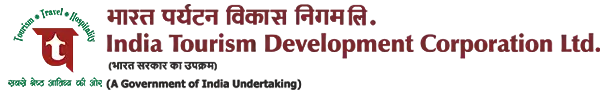 Tourism • Travel • Hospitality
t
सबसे श्रेष्ठ आतिथ्य की ओर
भारत पर्यटन विकास निगम लि.
India Tourism Development Corporation Ltd.
(भारत सरकार का उपक्रम)
(A Government of India Undertaking)